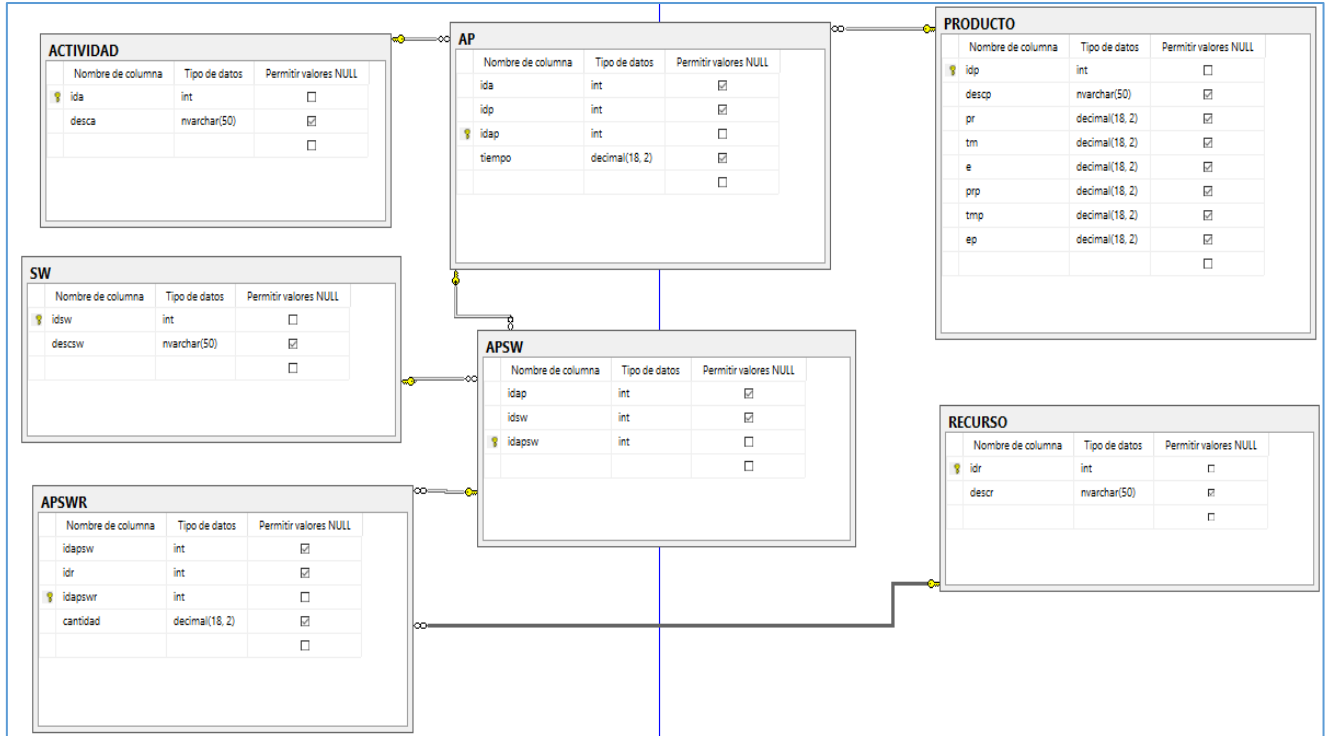 ACTIVIDAD
Nombre de columna Tipo de datos Permitir valores NULL
ida int
desca nvarchar(50)
AP
Nombre de columna Tipo de datos Permitir valores NULL
ida int
idp int
idap int
tiempo decimal(18, 2)
PRODUCTO
Nombre de columna Tipo de datos Permitir valores NULL
idp int
descp nvarchar(50)
pr decimal(18, 2)
tm decimal(18, 2)
e decimal(18, 2)
prp decimal(18, 2)
tmp decimal(18, 2)
ep decimal(18, 2)
SW
Nombre de columna Tipo de datos Permitir valores NULL
idsw int
descsw nvarchar(50)
APSW
Nombre de columna Tipo de datos Permitir valores NULL
idap int
idsw int
idapsw int
RECURSO
Nombre de columna Tipo de datos Permitir valores NULL
idr int
descr nvarchar(50)
APSWR
Nombre de columna Tipo de datos Permitir valores NULL
idapsw int
idr int
idapswr int
cantidad decimal(18, 2)